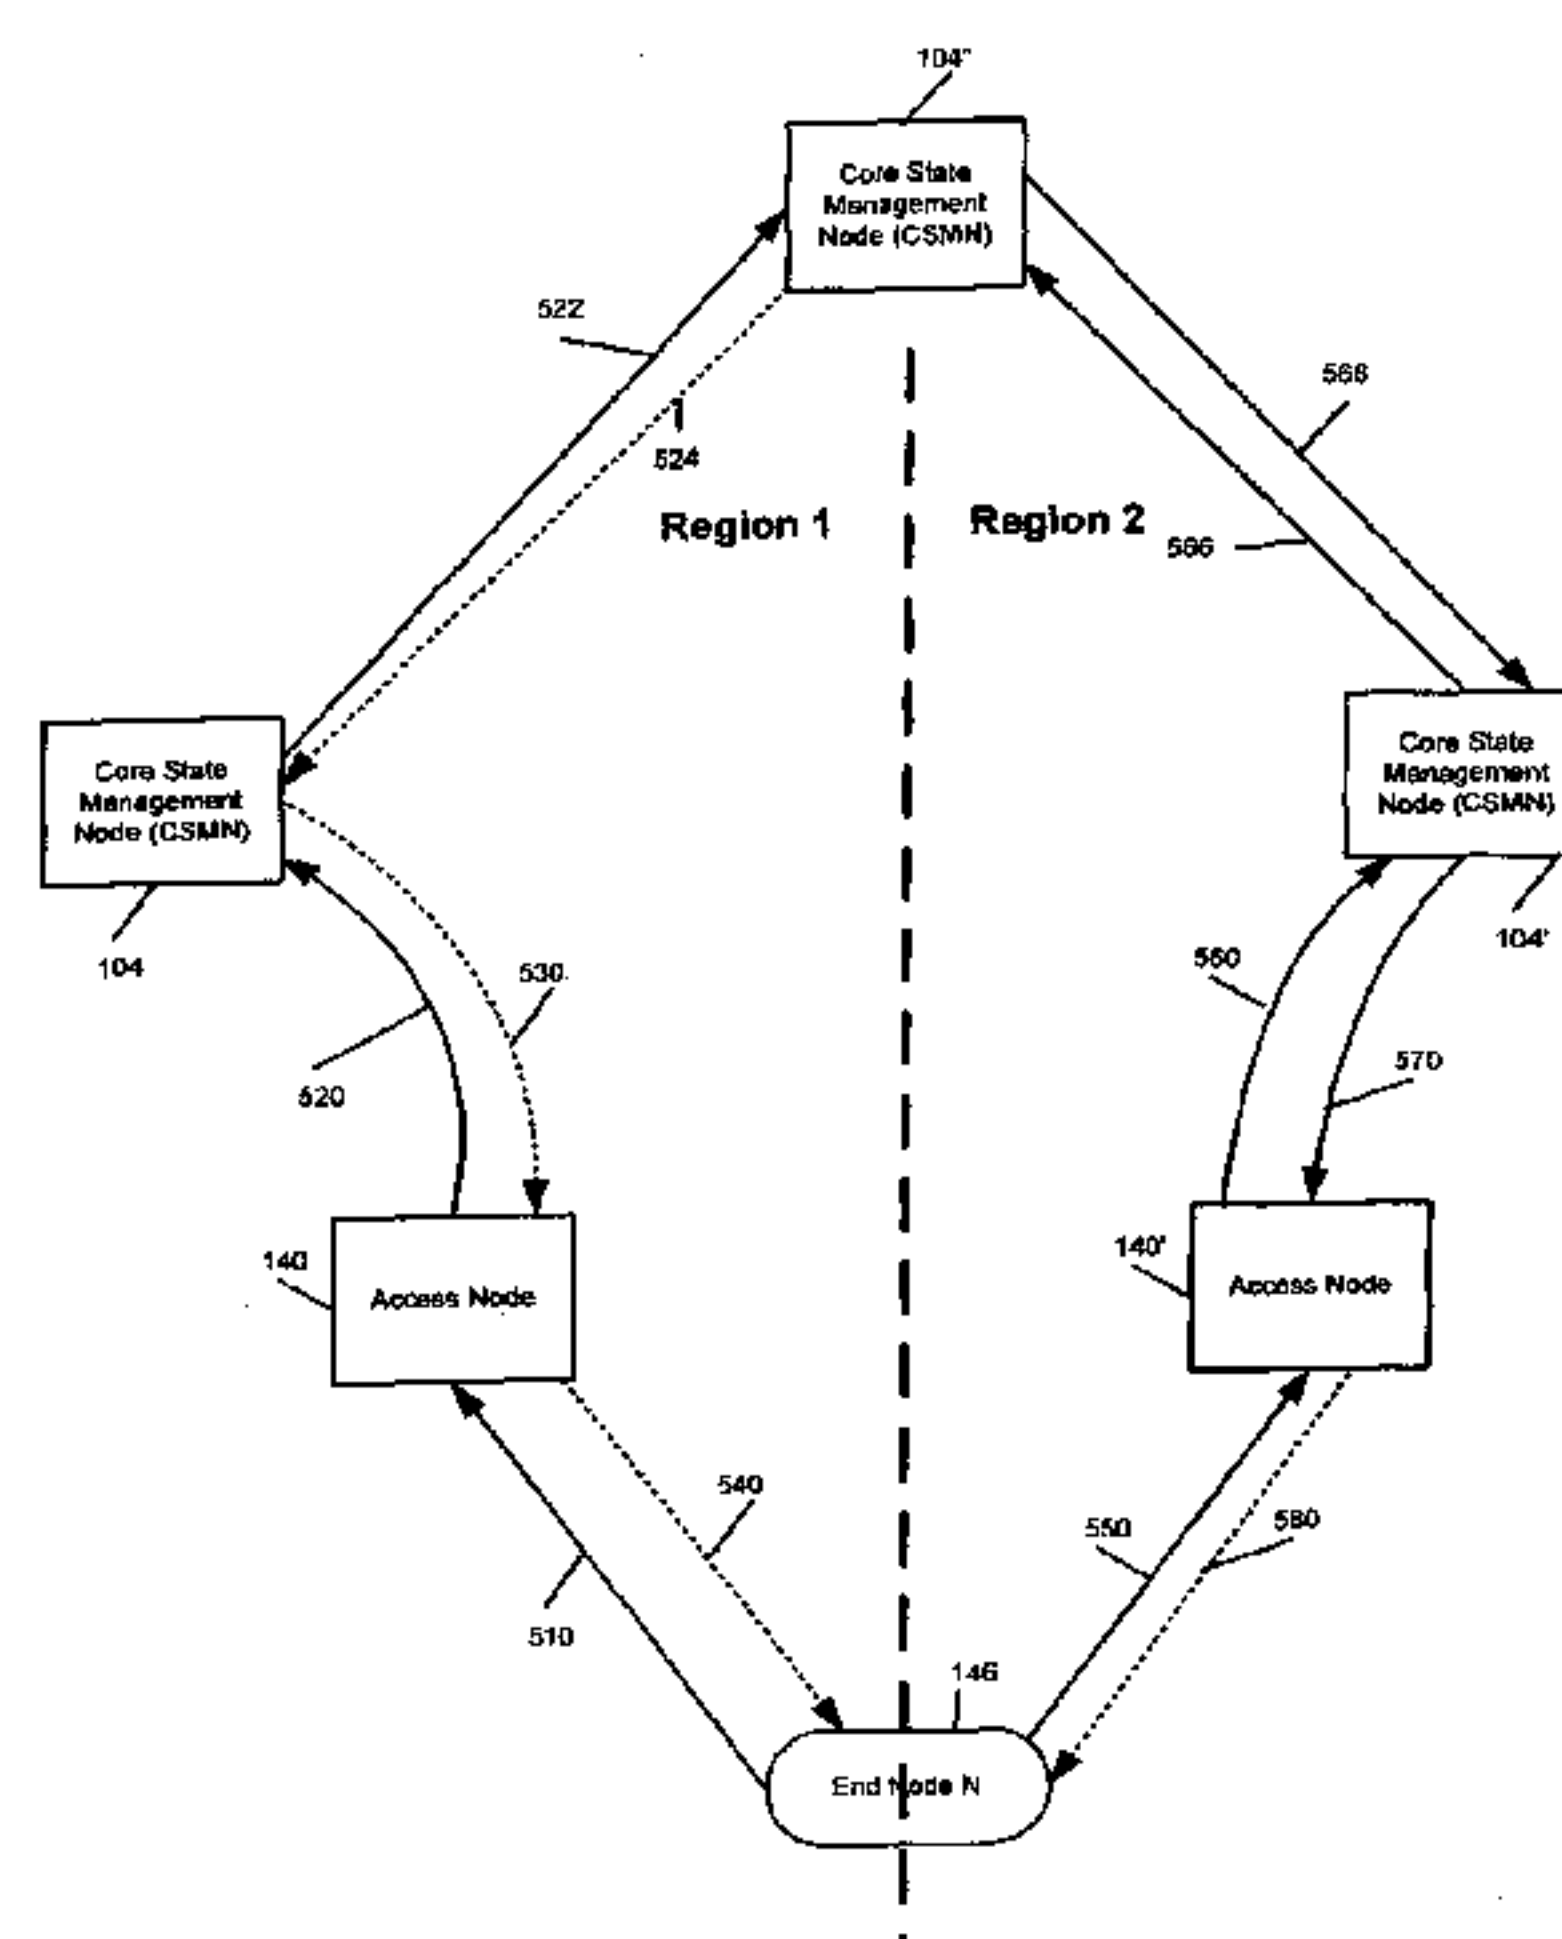 104"
Core State
Management
Node (CSMN)
522
568
524
Region 1
Region 2
566
Core State
Management
Node (CSMN)
Core State
Management
Node (CSMN)
104
104'
530
560
520
570
140
Access Node
140'
Access Node
540
550
580
510
146
End Node N